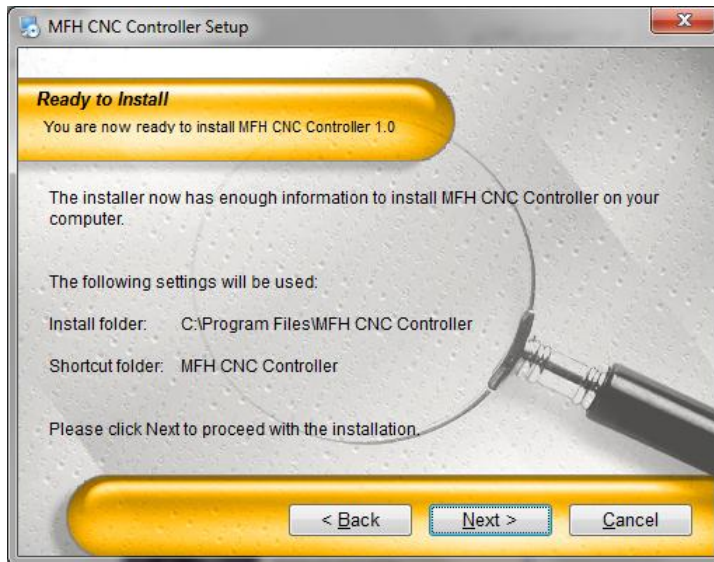 MFH CNC Controller Setup
Ready to Install
You are now ready to install MFH CNC Controller 1.0
The installer now has enough information to install MFH CNC Controller on your
computer.
The following settings will be used:
Install folder: C:\Program Files\MFH CNC Controller
Shortcut folder: MFH CNC Controller
Please click Next to proceed with the installation.
< Back Next > Cancel